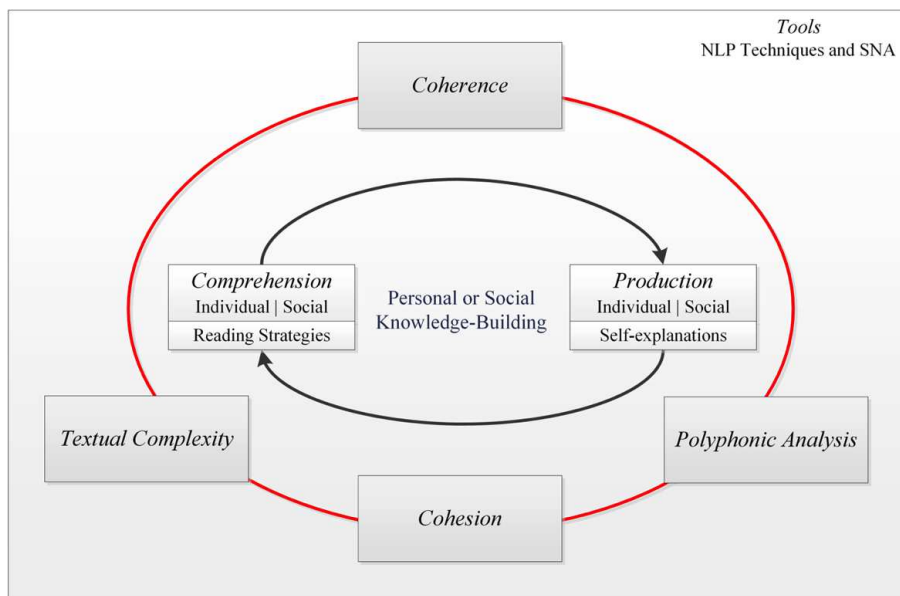 Tools
NLP Techniques and SNA
Coherence
Comprehension
Individual | Social
Reading Strategies
Personal or Social
Knowledge-Building
Production
Individual | Social
Self-explanations
Textual Complexity
Polyphonic Analysis
Cohesion